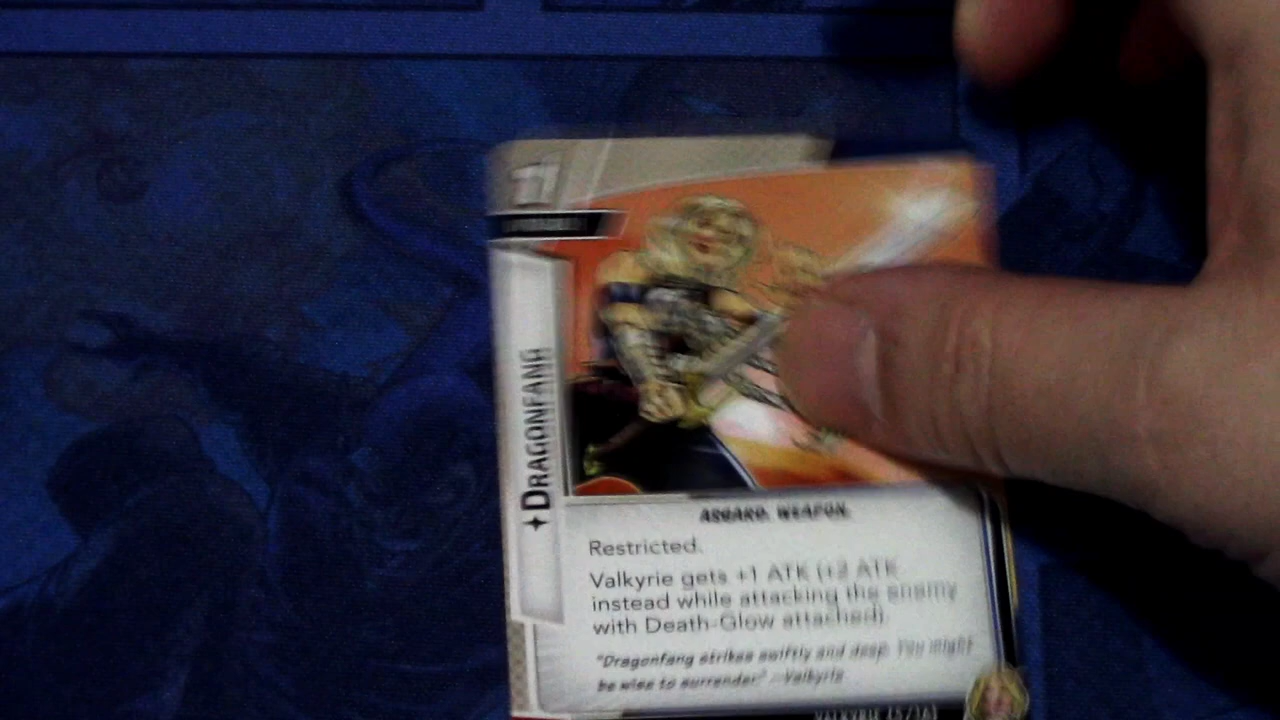 DRAGONFANG
ASGARD. WEAPON.
Restricted.
Valkyrie gets +1 ATK (+2 ATK
instead while attacking the enemy
with Death-Glow attached).
"Dragonfang strikes swiftly and deep. You might
be wise to surrender." —Valkyrie